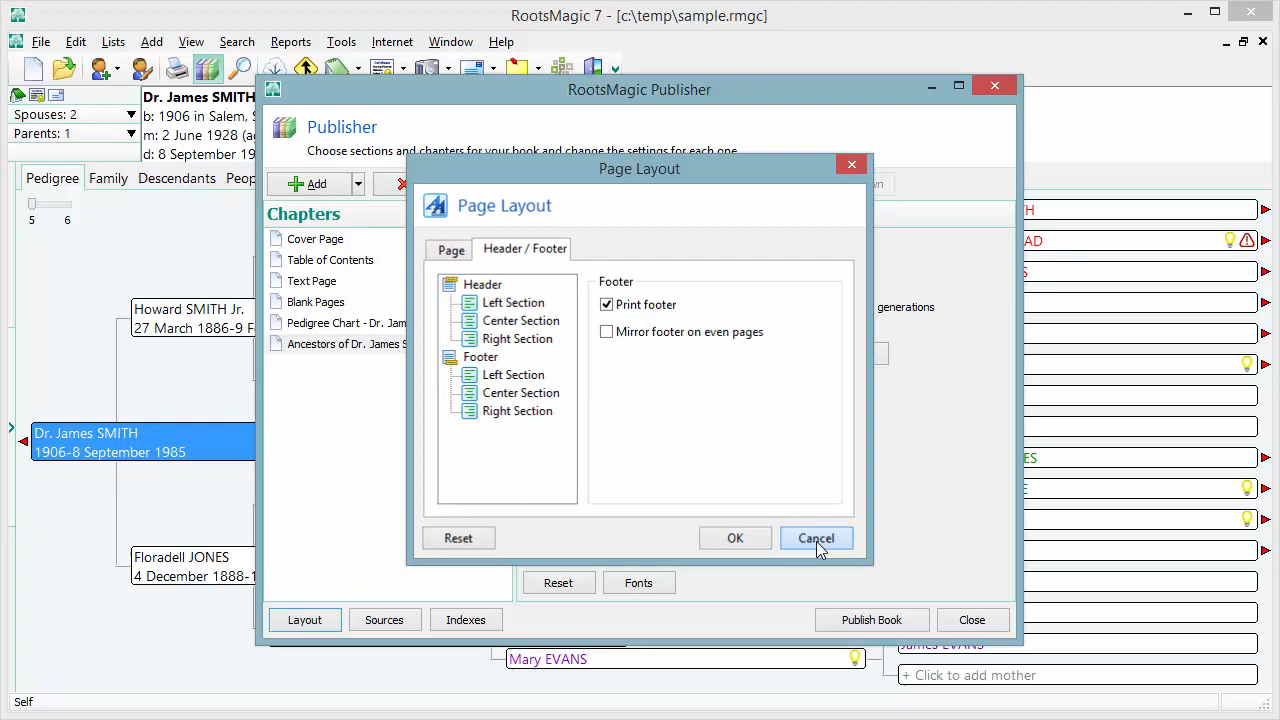 RootsMagic 7 - [c:\temp\sample.rmgc]
File Edit Lists Add View Search Reports Tools Internet Window Help
Dr. James SMITH
Spouses: 2
b: 1906 in Salem,
Parents: 1
m: 2 June 1928
d: 8 September
Pedigree Family Descendants
5 6
Howard SMITH Jr.
27 March 1886-9
Dr. James SMITH
1906-8 September 1985
Floradell JONES
4 December 1888-
Mary EVANS
James EVANS
+ Click to add mother
Self
RootsMagic Publisher
Publisher
Choose sections and chapters for your book and change the settings for each one
Add
Chapters
Cover Page
Table of Contents
Text Page
Blank Pages
Pedigree Chart - Dr.
Ancestors of Dr. James
generations
Reset Fonts
Layout Sources Indexes Publish Book Close
Page Layout
Page Layout
Page Header / Footer
Header
Left Section
Center Section
Right Section
Footer
Left Section
Center Section
Right Section
Footer
Print footer
Mirror footer on even pages
Reset OK Cancel